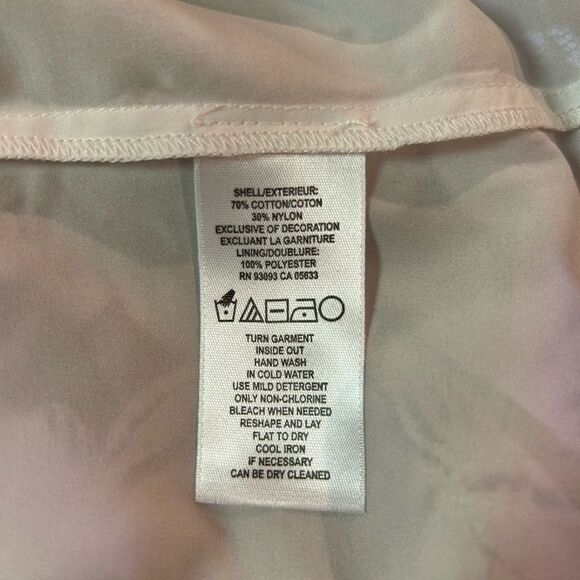 SHELL/EXTERIEUR:
70% COTTON/COTON
30% NYLON
EXCLUSIVE OF DECORATION
EXCLUANT LA GARNITURE
LINING/DOUBLURE:
100% POLYESTER
RN 93093 CA 05633
TURN GARMENT
INSIDE OUT
HAND WASH
IN COLD WATER
USE MILD DETERGENT
ONLY NON-CHLORINE
BLEACH WHEN NEEDED
RESHAPE AND LAY
FLAT TO DRY
COOL IRON
IF NECESSARY
CAN BE DRY CLEANED